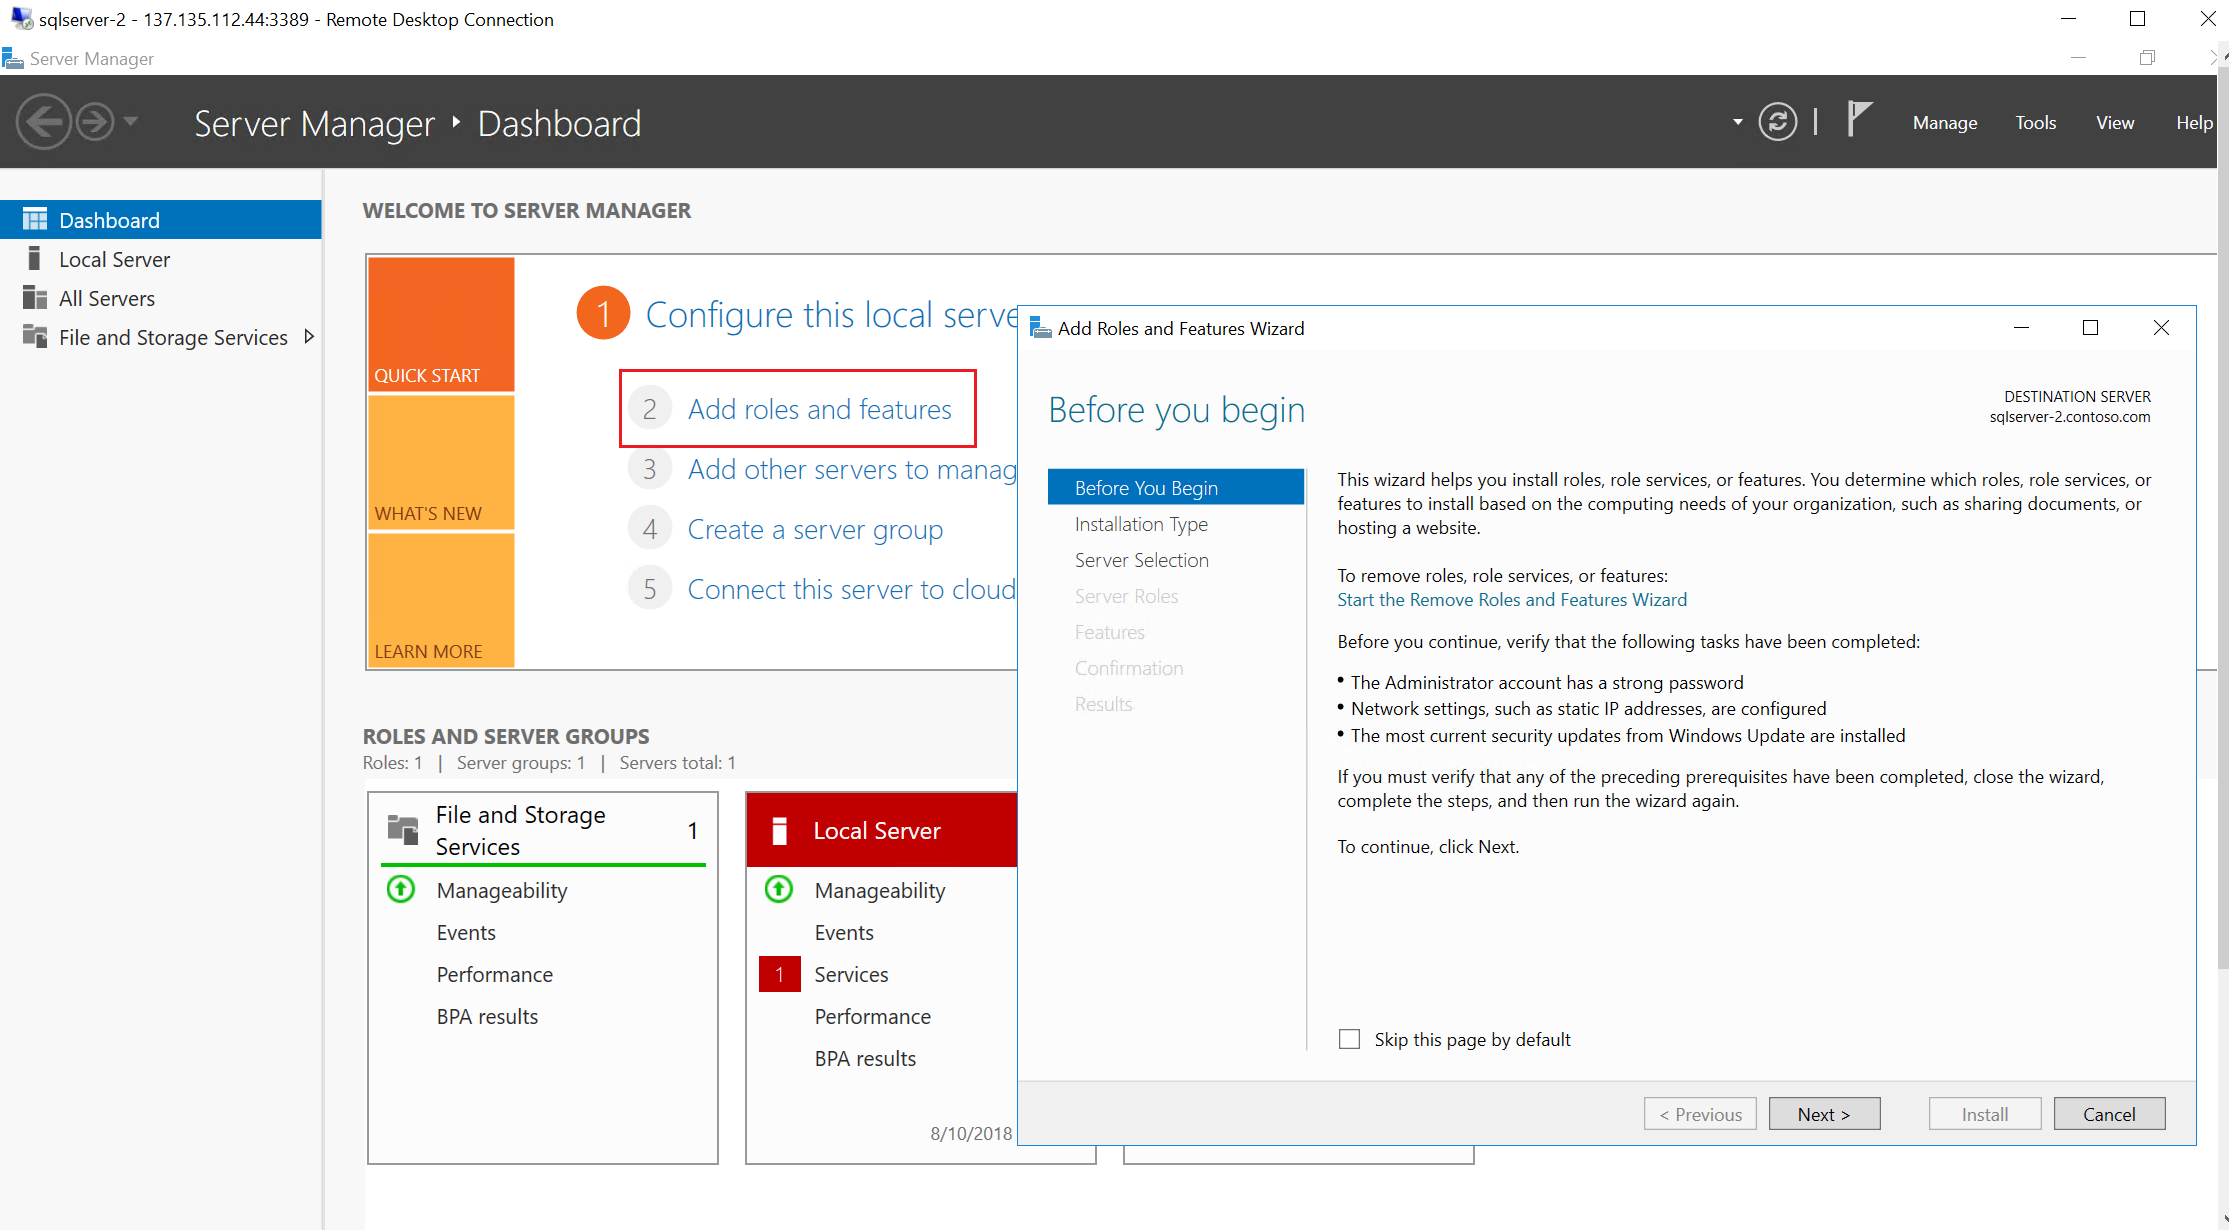 sqlserver-2 - 137.135.112.44:3389 - Remote Desktop Connection
Server Manager
Server Manager ‣ Dashboard
Manage
Tools
View
Help
Dashboard
Local Server
All Servers
File and Storage Services
WELCOME TO SERVER MANAGER
QUICK START
WHAT'S NEW
LEARN MORE
1 Configure this local serve
2 Add roles and features
3 Add other servers to manag
4 Create a server group
5 Connect this server to cloud
ROLES AND SERVER GROUPS
Roles: 1 | Server groups: 1 | Servers total: 1
File and Storage
Services
1
Manageability
Events
Performance
BPA results
Local Server
Manageability
Events
1 Services
Performance
BPA results
8/10/2018
Add Roles and Features Wizard
Before you begin
DESTINATION SERVER
sqlserver-2.contoso.com
Before You Begin
Installation Type
Server Selection
Server Roles
Features
Confirmation
Results
This wizard helps you install roles, role services, or features. You determine which roles, role services, or
features to install based on the computing needs of your organization, such as sharing documents, or
hosting a website.
To remove roles, role services, or features:
Start the Remove Roles and Features Wizard
Before you continue, verify that the following tasks have been completed:
• The Administrator account has a strong password
• Network settings, such as static IP addresses, are configured
• The most current security updates from Windows Update are installed
If you must verify that any of the preceding prerequisites have been completed, close the wizard,
complete the steps, and then run the wizard again.
To continue, click Next.
Skip this page by default
< Previous
Next >
Install
Cancel